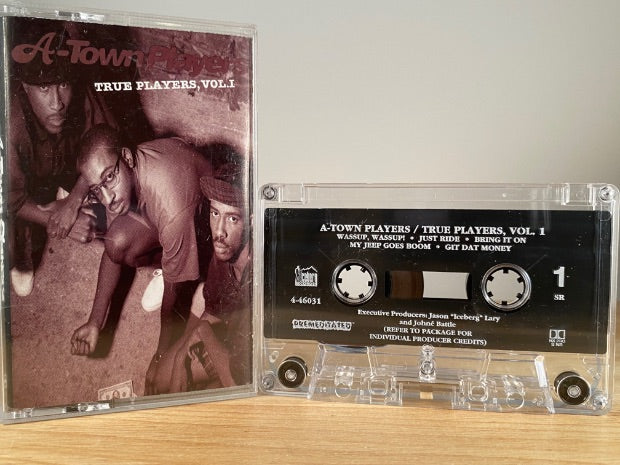 A-Town Players
TRUE PLAYERS, VOL.1
A-TOWN PLAYERS / TRUE PLAYERS, VOL. 1
WASSUP, WASSUP! • JUST RIDE • BRING IT ON
MY JEEP GOES BOOM • GIT DAT MONEY
4-46031
1
SR
Executive Producers: Jason "Iceberg" Lary
and Johnê Battle
(REFER TO PACKAGE FOR
INDIVIDUAL PRODUCER CREDITS)
PREMEDITATED